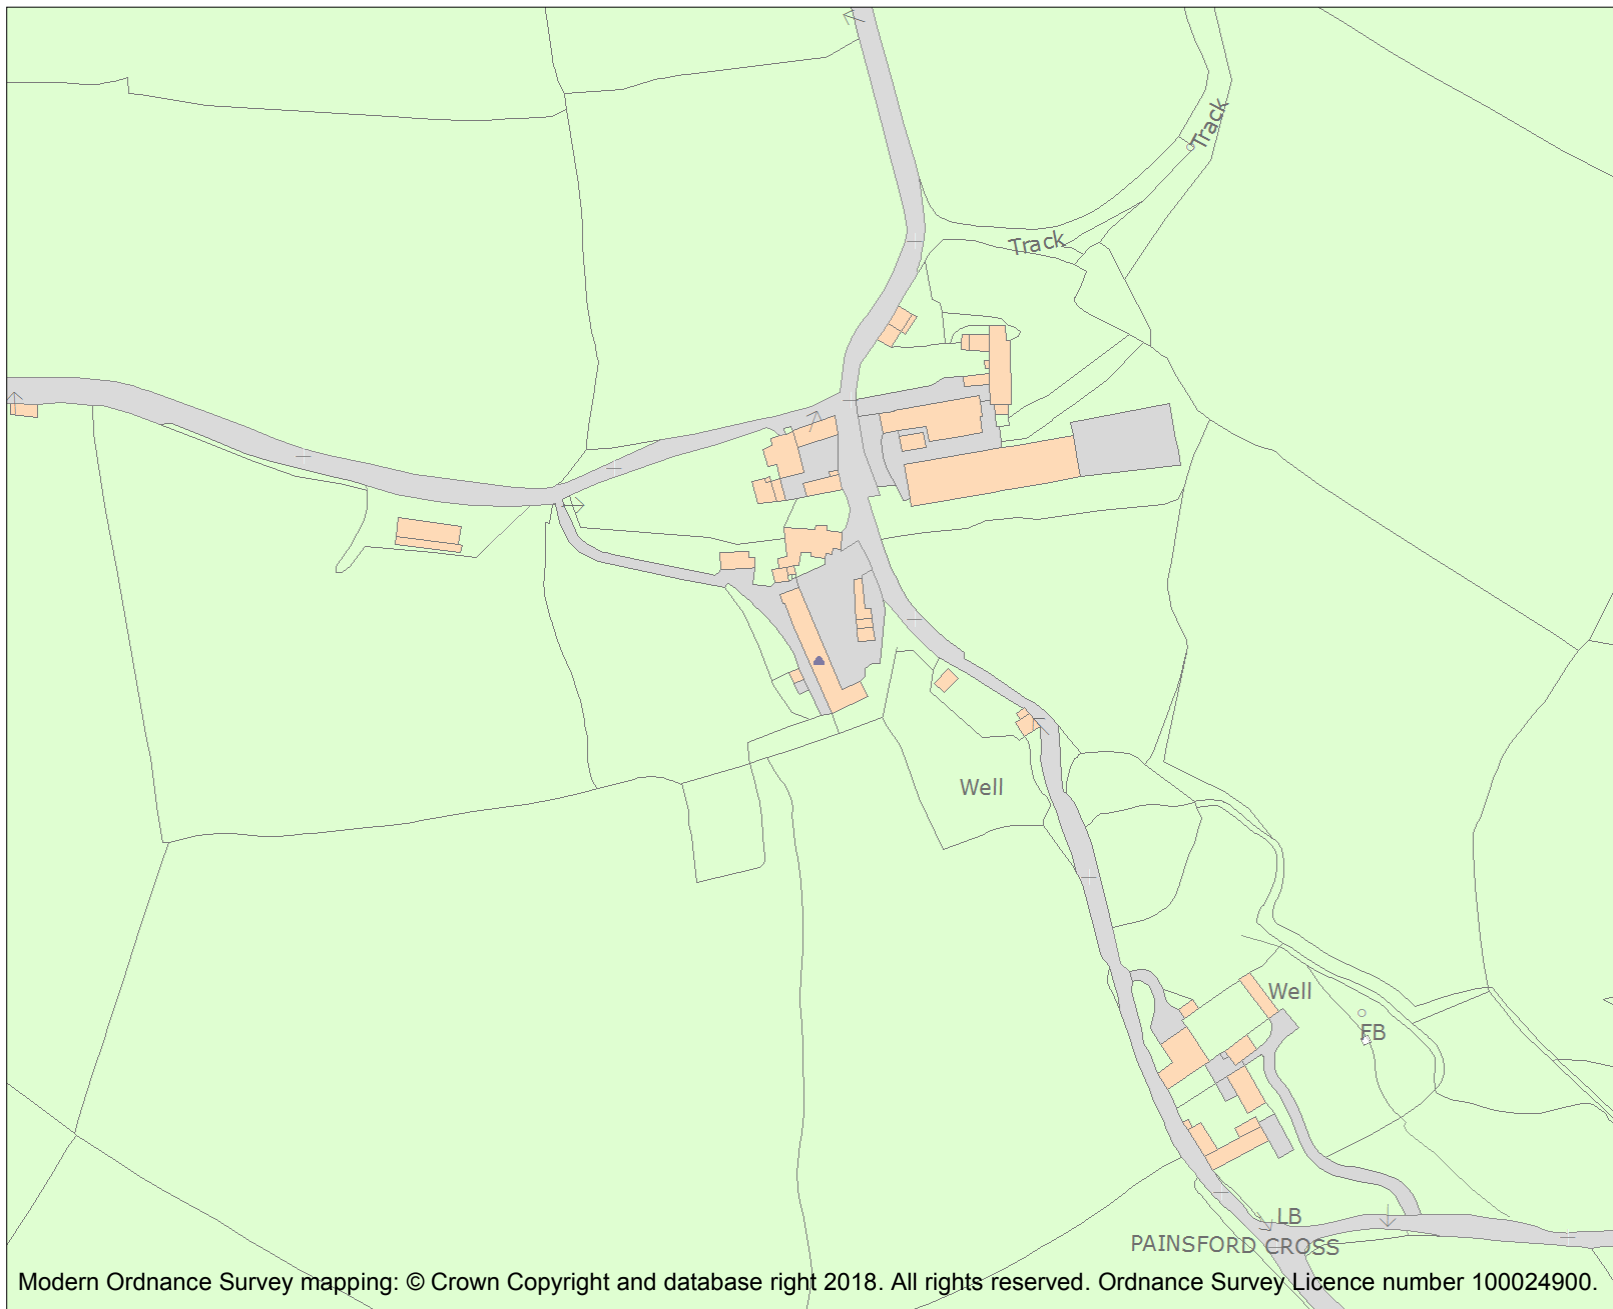 Track
Track
Well
Well
FB
LB
PAINSFORD CROSS
Modern Ordnance Survey mapping: © Crown Copyright and database right 2018. All rights reserved. Ordnance Survey Licence number 100024900.